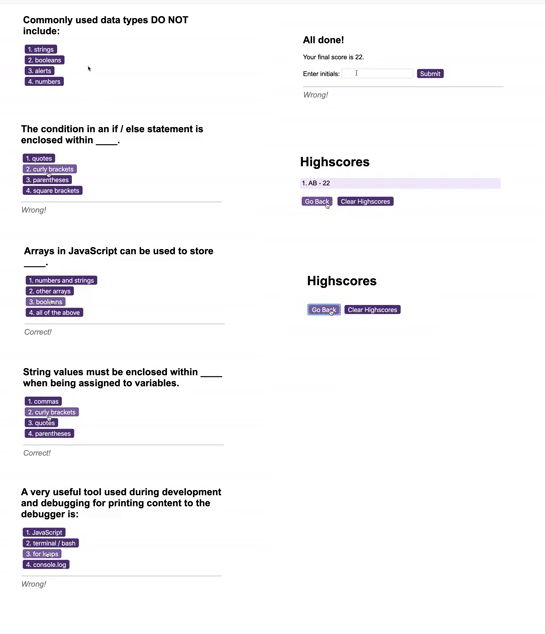 Commonly used data types DO NOT
include:
1. strings
2. booleans
3. alerts
4. numbers
The condition in an if / else statement is
enclosed within ____.
1. quotes
2. curly brackets
3. parentheses
4. square brackets
Wrong!
Arrays in JavaScript can be used to store
____.
1. numbers and strings
2. other arrays
3. booleans
4. all of the above
Correct!
String values must be enclosed within ____
when being assigned to variables.
1. commas
2. curly brackets
3. quotes
4. parentheses
Correct!
A very useful tool used during development
and debugging for printing content to the
debugger is:
1. JavaScript
2. terminal / bash
3. for loops
4. console.log
Wrong!
All done!
Your final score is 22.
Enter initials:
Submit
Wrong!
Highscores
1. AB - 22
Go Back
Clear Highscores
Highscores
Go Back
Clear Highscores